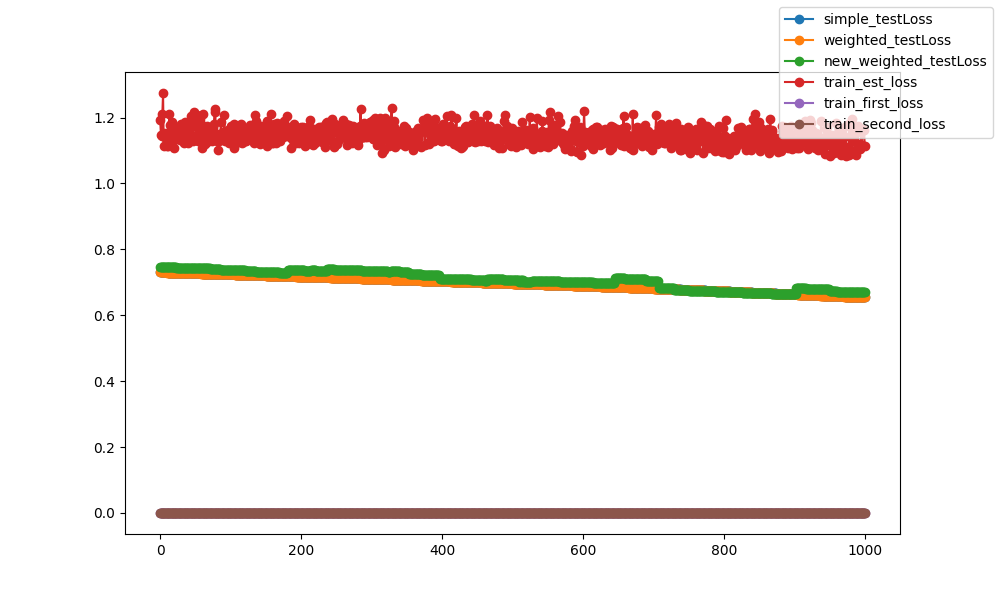 simple_testLoss
weighted_testLoss
new_weighted_testLoss
train_est_loss
train_first_loss
train_second_loss
1.2
1.0
0.8
0.6
0.4
0.2
0.0
0 200 400 600 800 1000